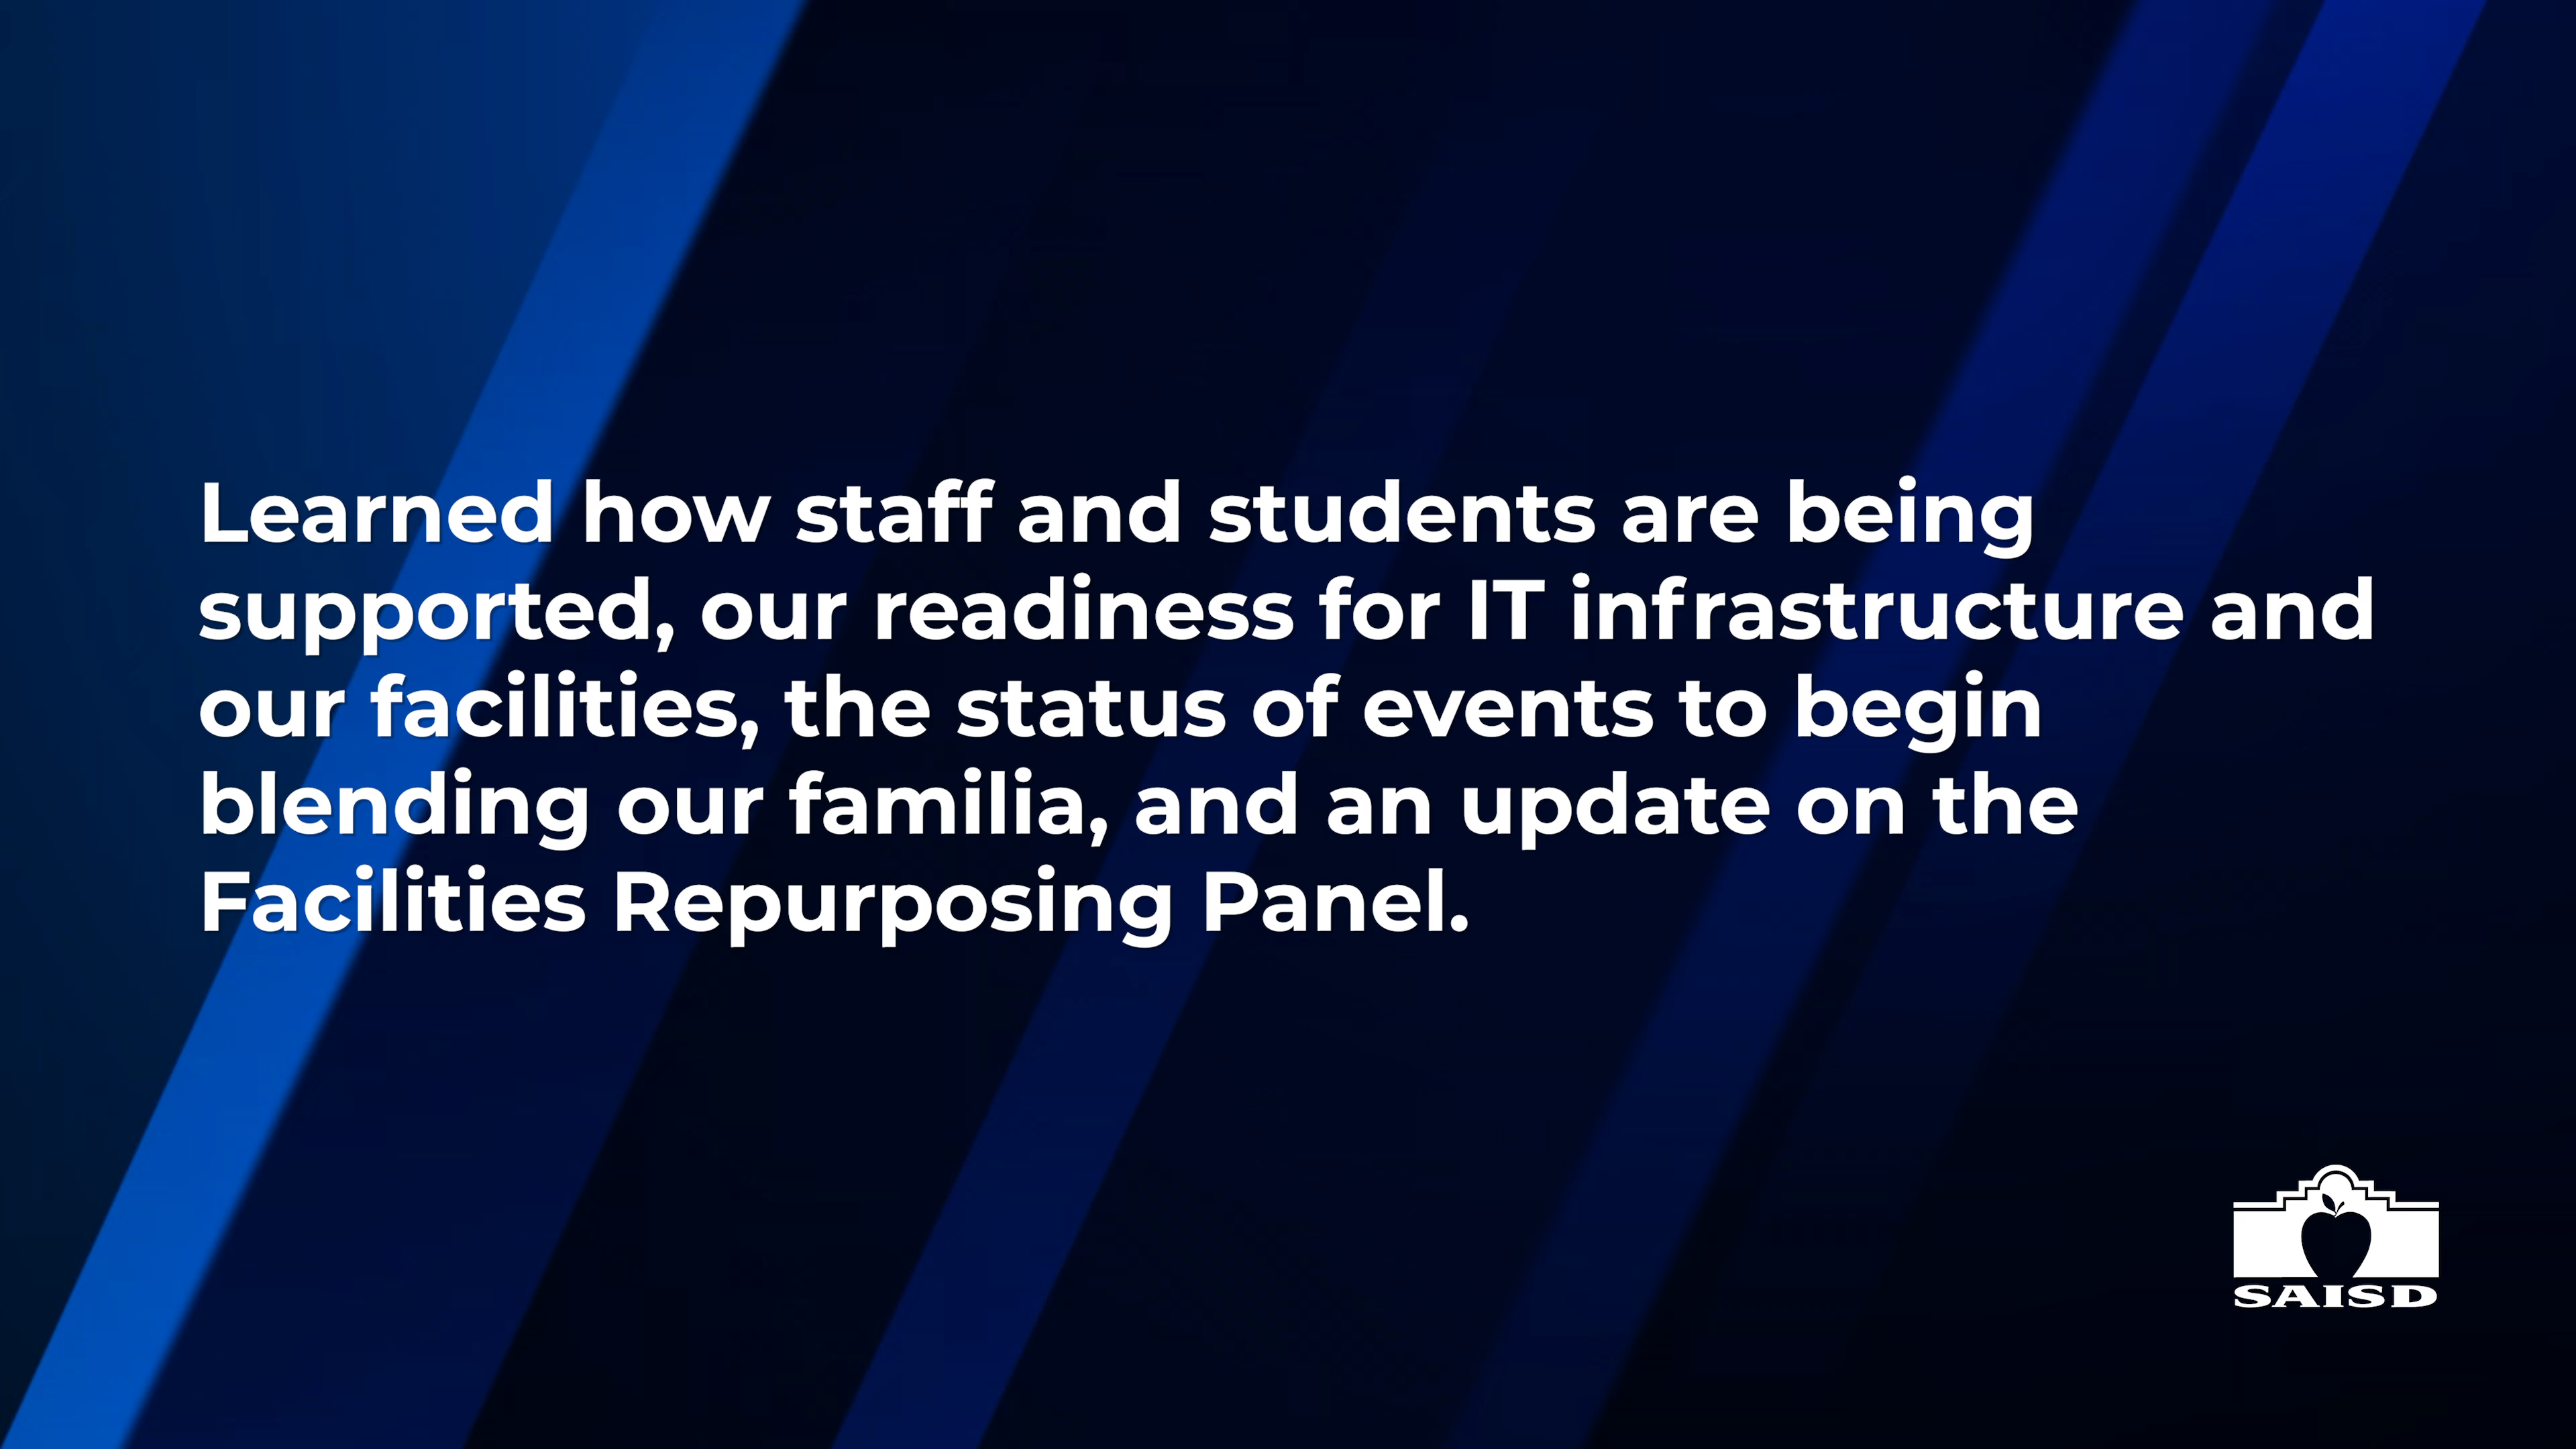 Learned how staff and students are being
supported, our readiness for IT infrastructure and
our facilities, the status of events to begin
blending our familia, and an update on the
Facilities Repurposing Panel.
SAISD